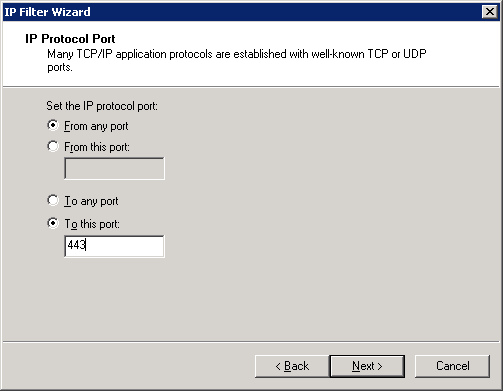 IP Filter Wizard
IP Protocol Port
Many TCP/IP application protocols are established with well-known TCP or UDP
ports.
Set the IP protocol port:
From any port
From this port:
To any port
To this port:
443
< Back
Next >
Cancel